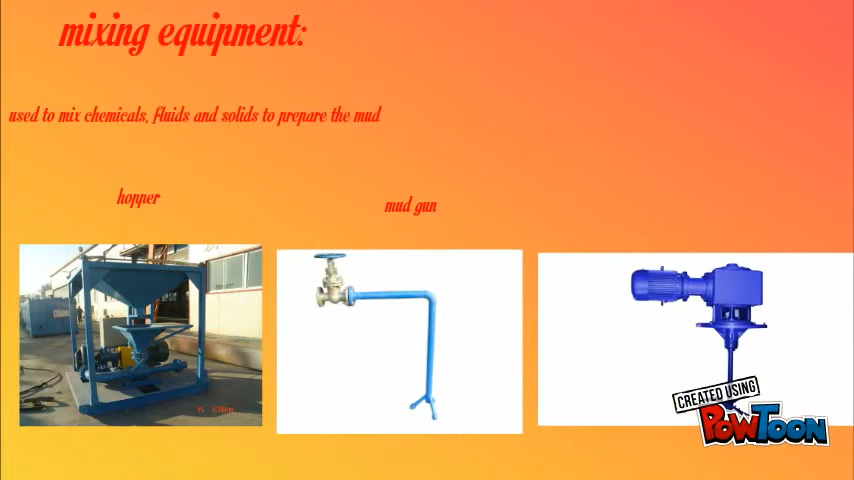 mixing equipment:
used to mix chemicals, fluids and solids to prepare the mud
hopper
mud gun
CREATED USING
POWTOON